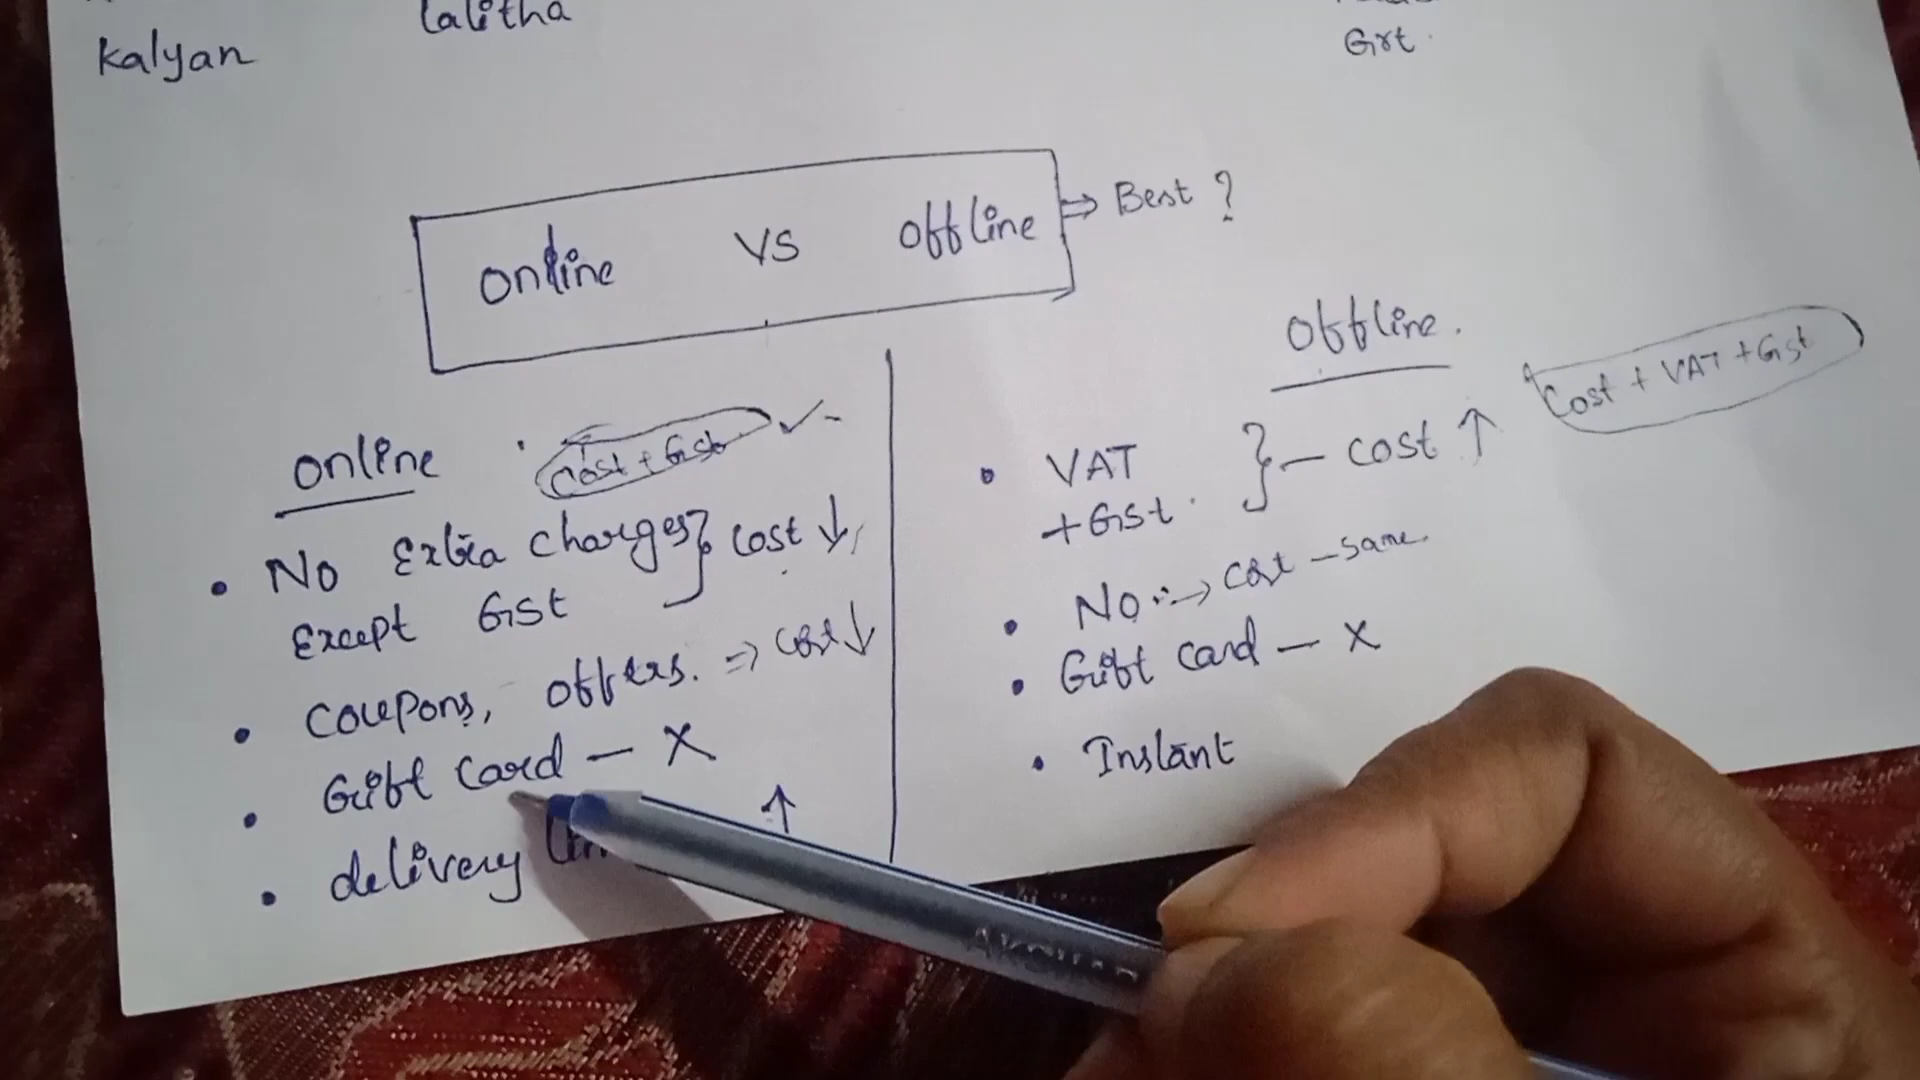 Lalitha
Kalyan
Grt.
online VS offline => Best ?
online
Cost + Gst
No Extra charges } cost ↓
Except Gst
• Coupons, offers. => cost ↓
• Gift Card - X
• delivery ↑
offline.
Cost + VAT + Gst
• VAT
+ Gst } - cost ↑
• No → cost - same.
• Gift card - X
• Instant